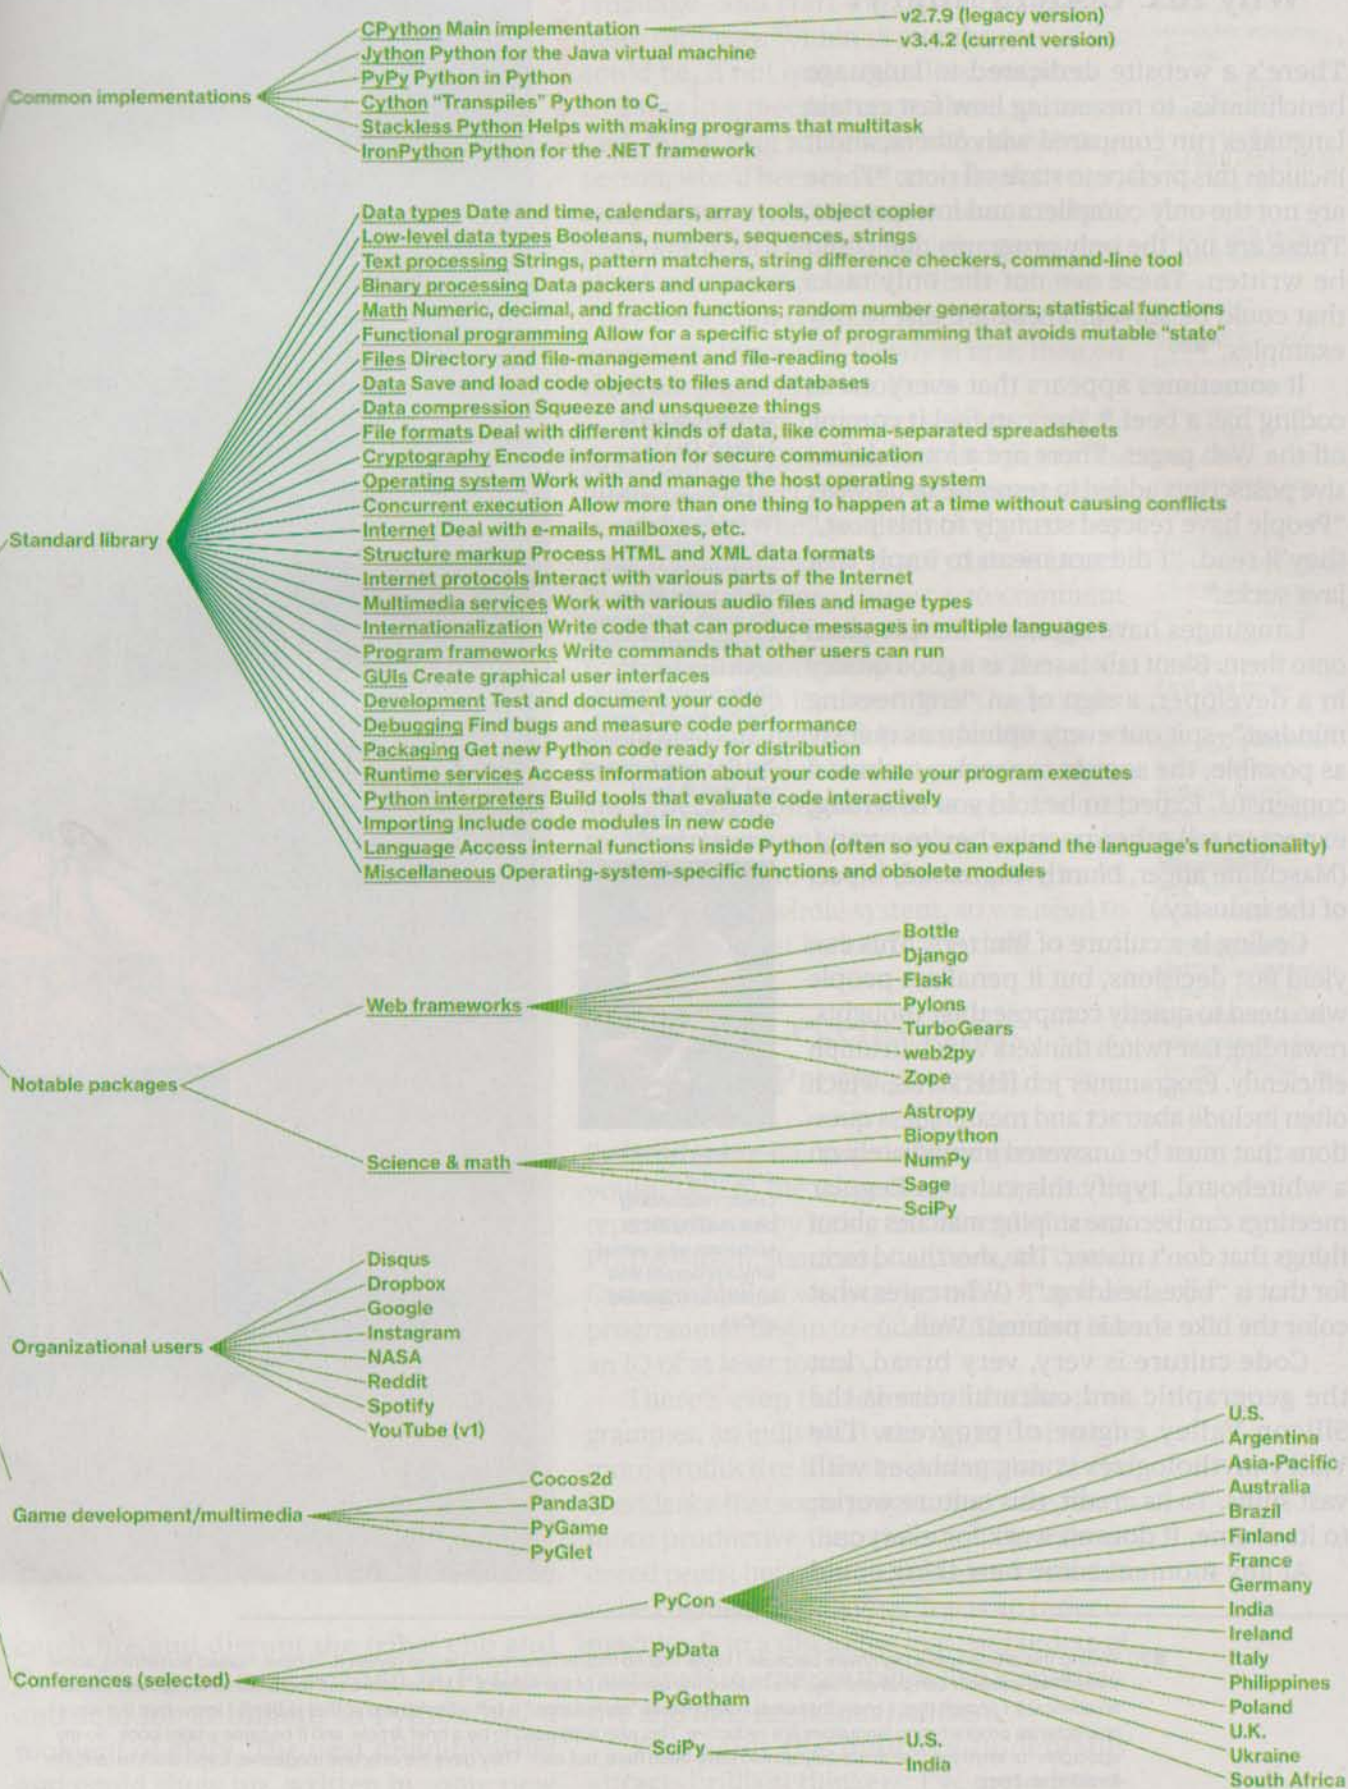 Common implementations
CPython Main implementation
v2.7.9 (legacy version)
v3.4.2 (current version)
Jython Python for the Java virtual machine
PyPy Python in Python
Cython “Transpiles” Python to C
Stackless Python Helps with making programs that multitask
IronPython Python for the .NET framework
Standard library
Data types Date and time, calendars, array tools, object copier
Low-level data types Booleans, numbers, sequences, strings
Text processing Strings, pattern matchers, string difference checkers, command-line tool
Binary processing Data packers and unpackers
Math Numeric, decimal, and fraction functions; random number generators; statistical functions
Functional programming Allow for a specific style of programming that avoids mutable “state”
Files Directory and file-management and file-reading tools
Data Save and load code objects to files and databases
Data compression Squeeze and unsqueeze things
File formats Deal with different kinds of data, like comma-separated spreadsheets
Cryptography Encode information for secure communication
Operating system Work with and manage the host operating system
Concurrent execution Allow more than one thing to happen at a time without causing conflicts
Internet Deal with e-mails, mailboxes, etc.
Structure markup Process HTML and XML data formats
Internet protocols Interact with various parts of the Internet
Multimedia services Work with various audio files and image types
Internationalization Write code that can produce messages in multiple languages
Program frameworks Write commands that other users can run
GUIs Create graphical user interfaces
Development Test and document your code
Debugging Find bugs and measure code performance
Packaging Get new Python code ready for distribution
Runtime services Access information about your code while your program executes
Python interpreters Build tools that evaluate code interactively
Importing Include code modules in new code
Language Access internal functions inside Python (often so you can expand the language’s functionality)
Miscellaneous Operating-system-specific functions and obsolete modules
Notable packages
Web frameworks
Bottle
Django
Flask
Pylons
TurboGears
web2py
Zope
Science & math
Astropy
Biopython
NumPy
Sage
SciPy
Organizational users
Disqus
Dropbox
Google
Instagram
NASA
Reddit
Spotify
YouTube (v1)
Game development/multimedia
Cocos2d
Panda3D
PyGame
PyGlet
Conferences (selected)
PyCon
U.S.
Argentina
Asia-Pacific
Australia
Brazil
Finland
France
Germany
India
Ireland
Italy
Philippines
Poland
U.K.
Ukraine
South Africa
PyData
PyGotham
SciPy
U.S.
India